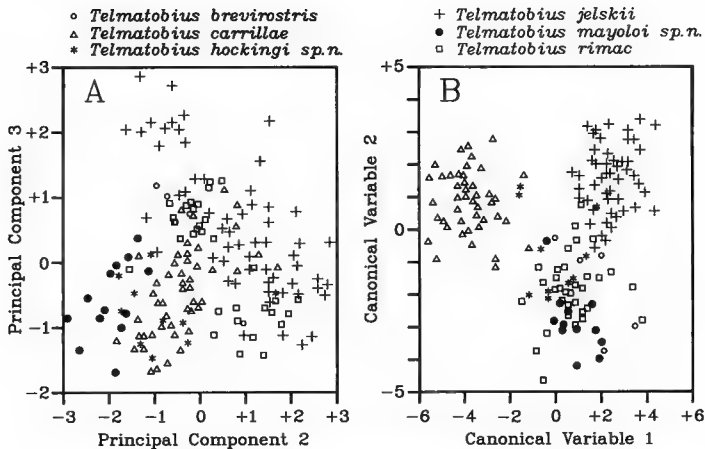 ○ Telmatobius brevirostris
△ Telmatobius carrillae
* Telmatobius hockingi sp.n.
+ Telmatobius jelskii
● Telmatobius mayoloi sp.n.
□ Telmatobius rimac
A
Principal Component 3
+3
+2
+1
0
-1
-2
-3 -2 -1 0 +1 +2 +3
Principal Component 2
B
Canonical Variable 2
+5
0
-5
-6 -4 -2 0 +2 +4 +6
Canonical Variable 1